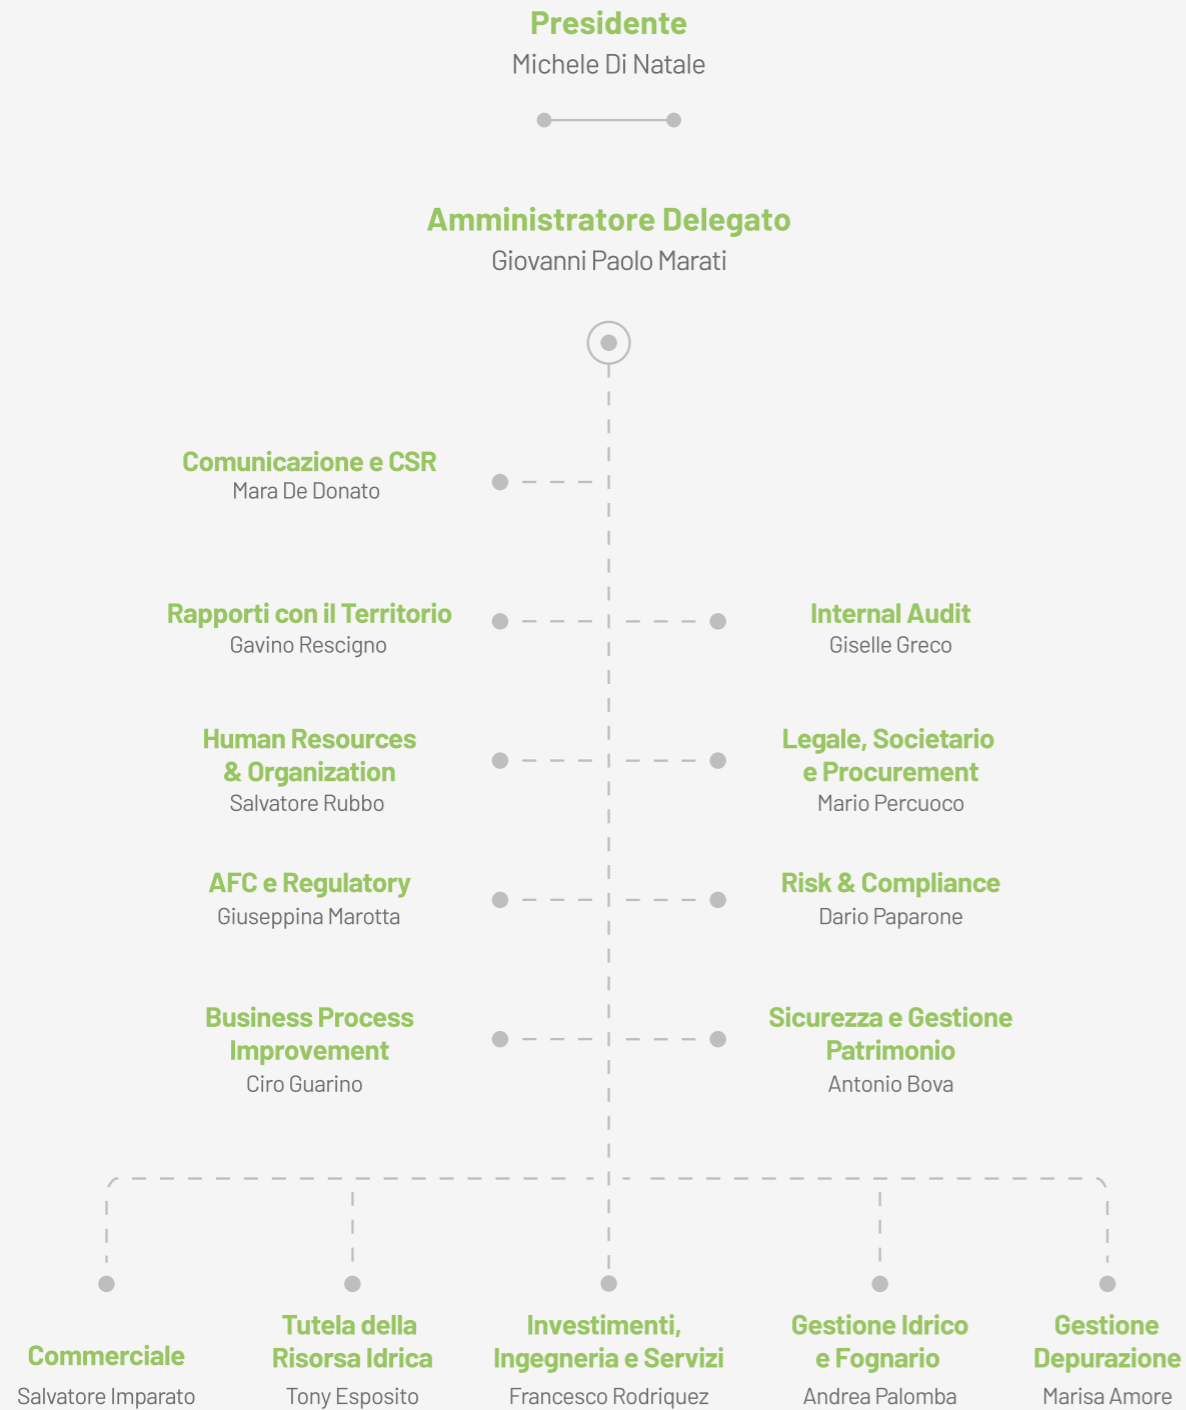 Presidente
Michele Di Natale
Amministratore Delegato
Giovanni Paolo Marati
Comunicazione e CSR
Mara De Donato
Rapporti con il Territorio
Gavino Rescigno
Internal Audit
Giselle Greco
Human Resources
& Organization
Salvatore Rubbo
Legale, Societario
e Procurement
Mario Percuoco
AFC e Regulatory
Giuseppina Marotta
Risk & Compliance
Dario Paparone
Business Process
Improvement
Ciro Guarino
Sicurezza e Gestione
Patrimonio
Antonio Bova
Commerciale
Salvatore Imparato
Tutela della
Risorsa Idrica
Tony Esposito
Investimenti,
Ingegneria e Servizi
Francesco Rodriquez
Gestione Idrico
e Fognario
Andrea Palomba
Gestione
Depurazione
Marisa Amore